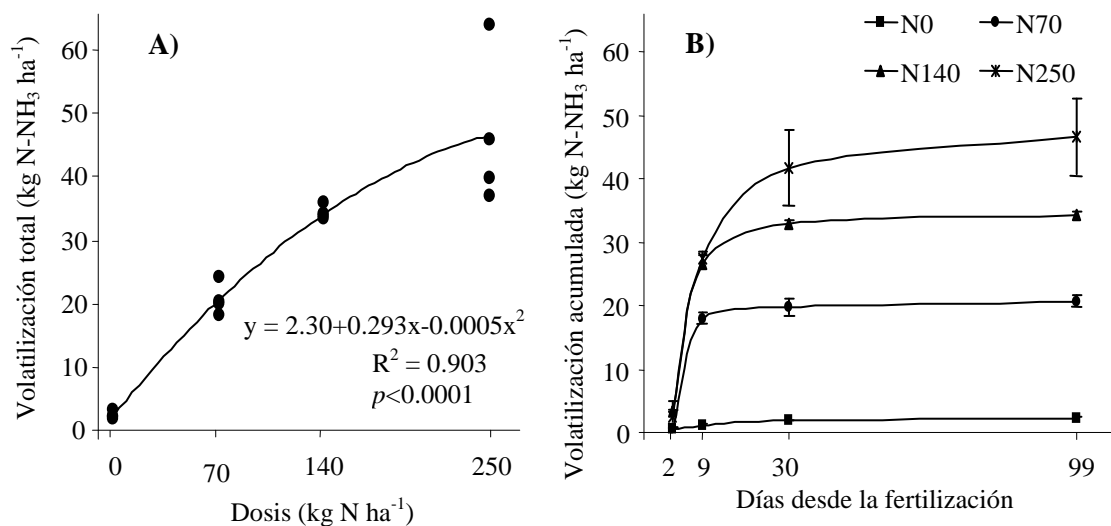 A)
Volatilización total (kg N-NH₃ ha⁻¹)
60
50
40
30
20
10
0
y = 2.30+0.293x-0.0005x²
R² = 0.903
p<0.0001
0 70 140 250
Dosis (kg N ha⁻¹)
B)
N0 N70
N140 N250
Volatilización acumulada (kg N-NH₃ ha⁻¹)
60
50
40
30
20
10
0
2 9 30 99
Días desde la fertilización